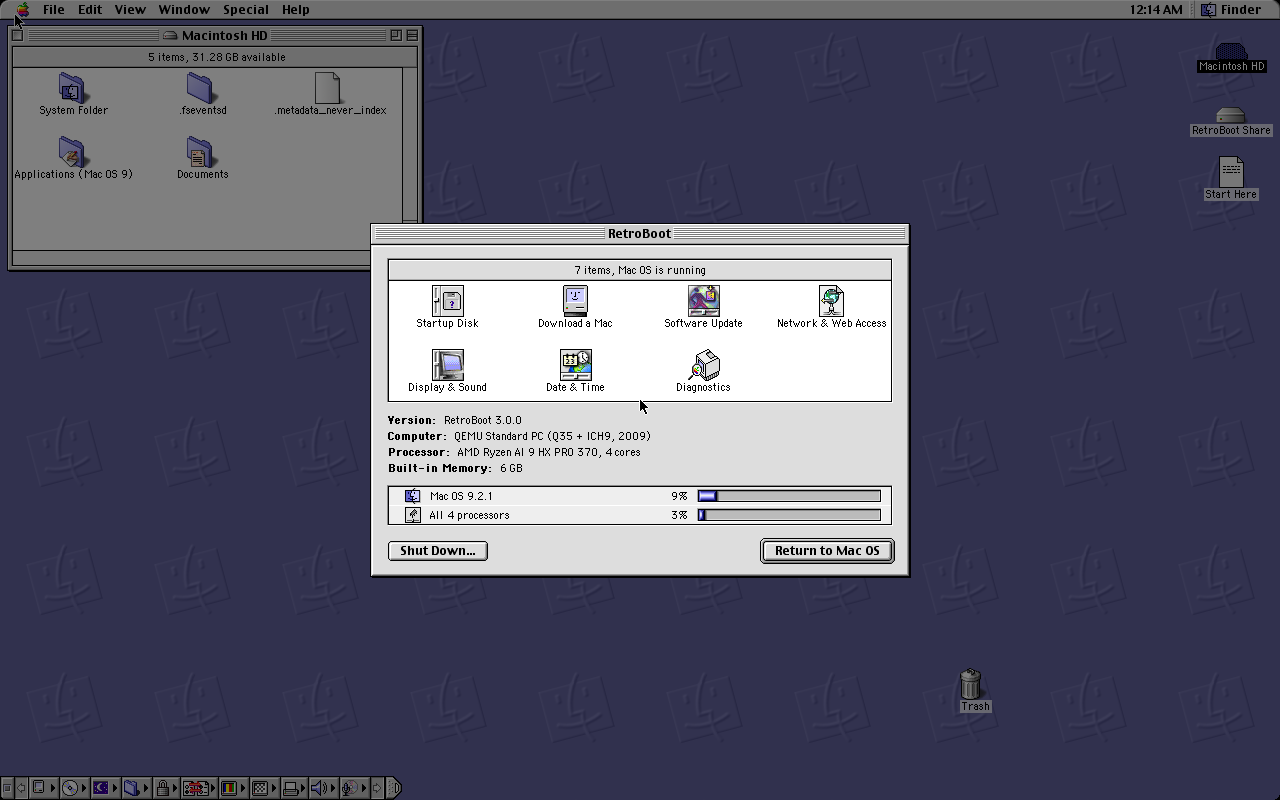 File Edit View Window Special Help
12:14 AM Finder
Macintosh HD
5 items, 31.28 GB available
System Folder
.fseventsd
.metadata_never_index
Applications (Mac OS 9)
Documents
Macintosh HD
RetroBoot Share
Start Here
RetroBoot
7 items, Mac OS is running
Startup Disk
Download a Mac
Software Update
Network & Web Access
Display & Sound
Date & Time
Diagnostics
Version: RetroBoot 3.0.0
Computer: QEMU Standard PC (Q35 + ICH9, 2009)
Processor: AMD Ryzen AI 9 HX PRO 370, 4 cores
Built-in Memory: 6 GB
Mac OS 9.2.1 9%
All 4 processors 3%
Shut Down... Return to Mac OS
Trash